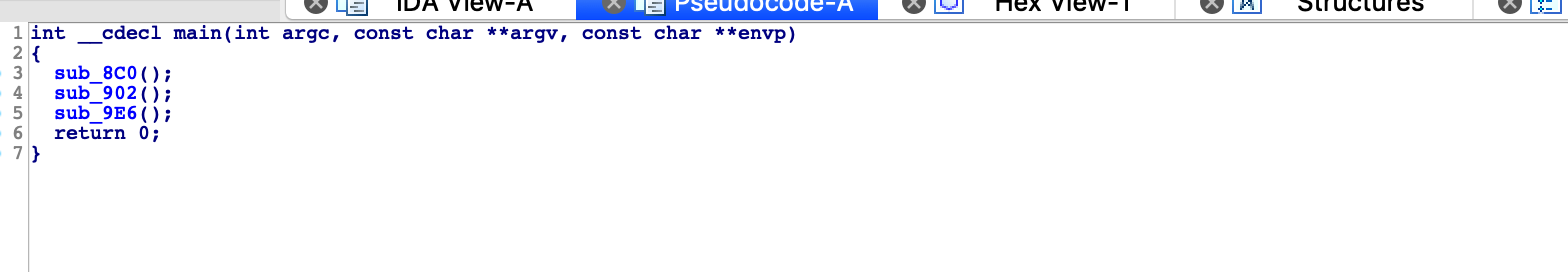 IDA View-A Pseudocode-A Hex View-1 Structures
1 int __cdecl main(int argc, const char **argv, const char **envp)
2 {
3 sub_8C0();
4 sub_902();
5 sub_9E6();
6 return 0;
7 }